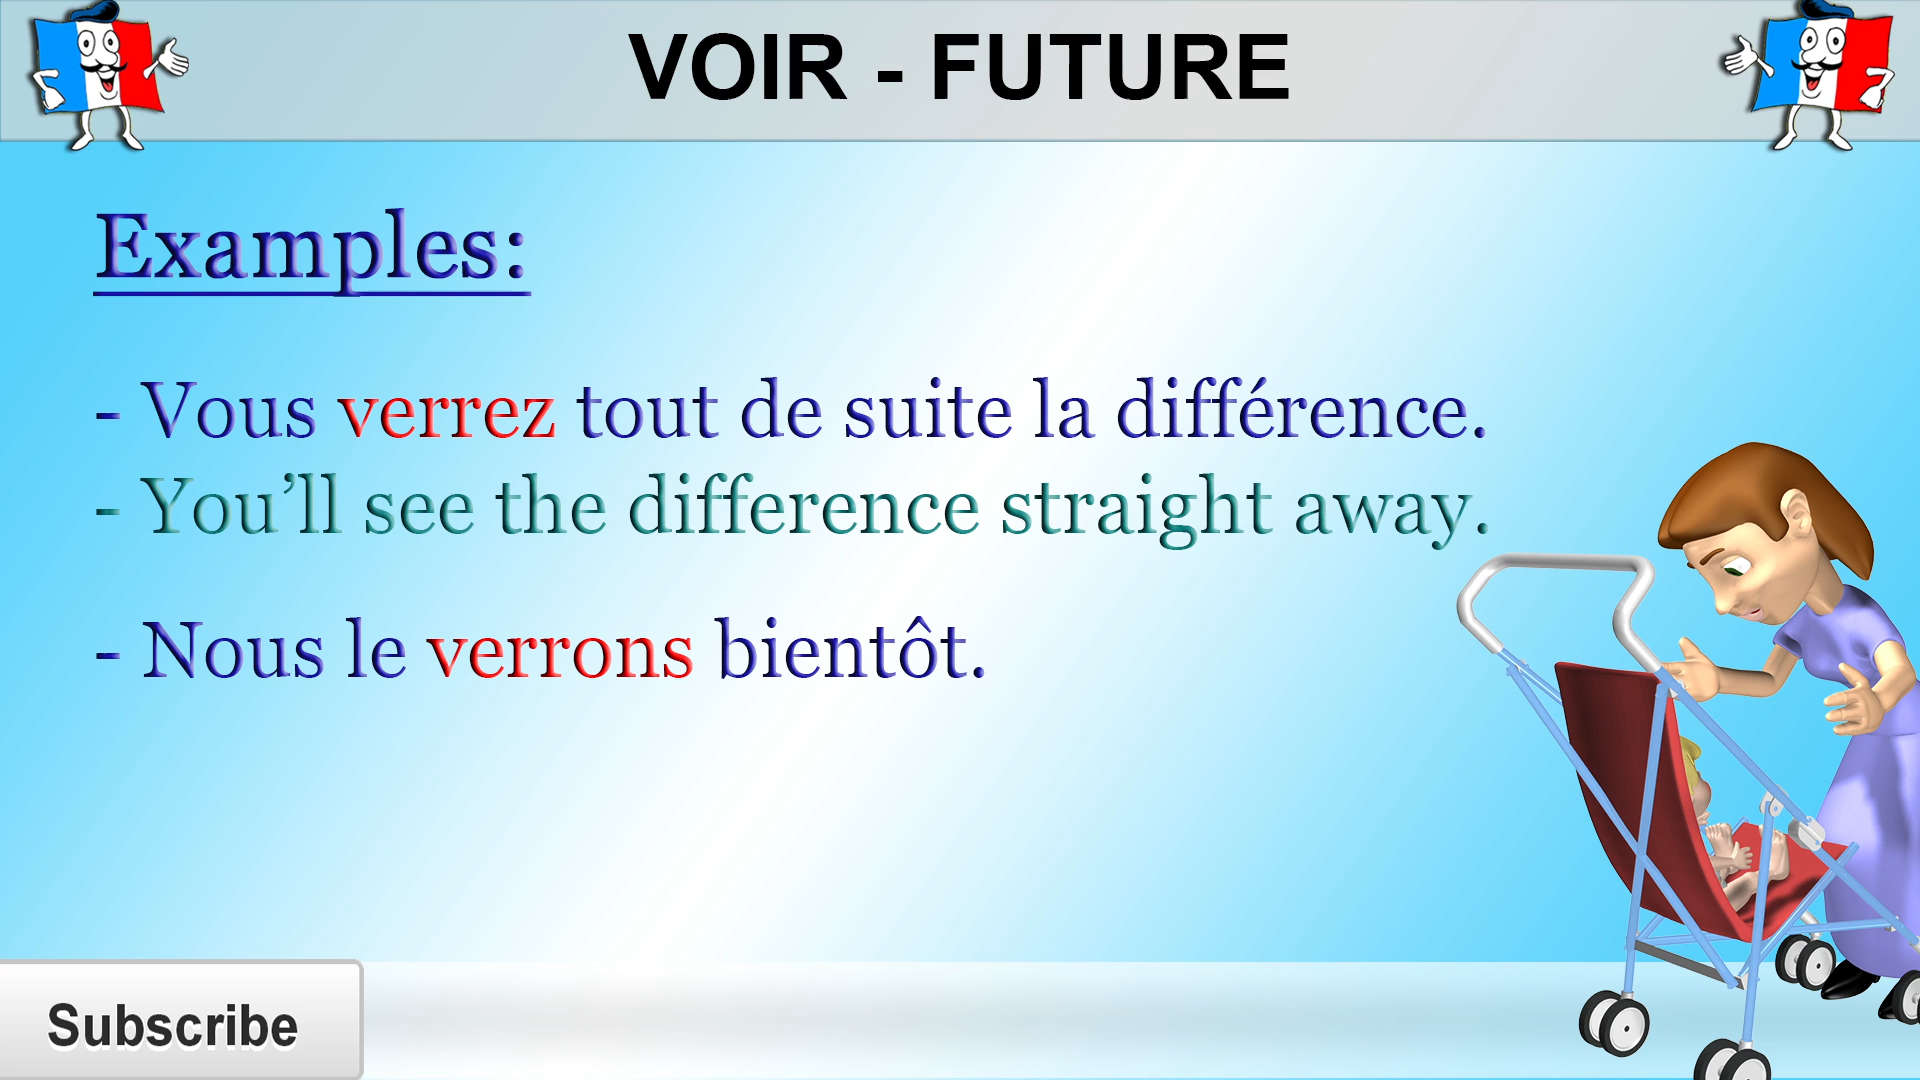 VOIR - FUTURE
Examples:
- Vous verrez tout de suite la différence.
- You’ll see the difference straight away.
- Nous le verrons bientôt.
Subscribe